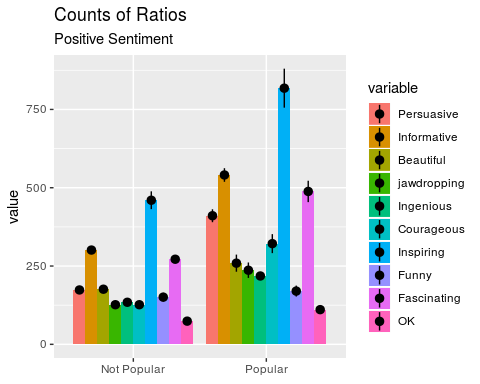 Counts of Ratios
Positive Sentiment
value
750
500
250
0
Not Popular
Popular
variable
Persuasive
Informative
Beautiful
jawdropping
Ingenious
Courageous
Inspiring
Funny
Fascinating
OK